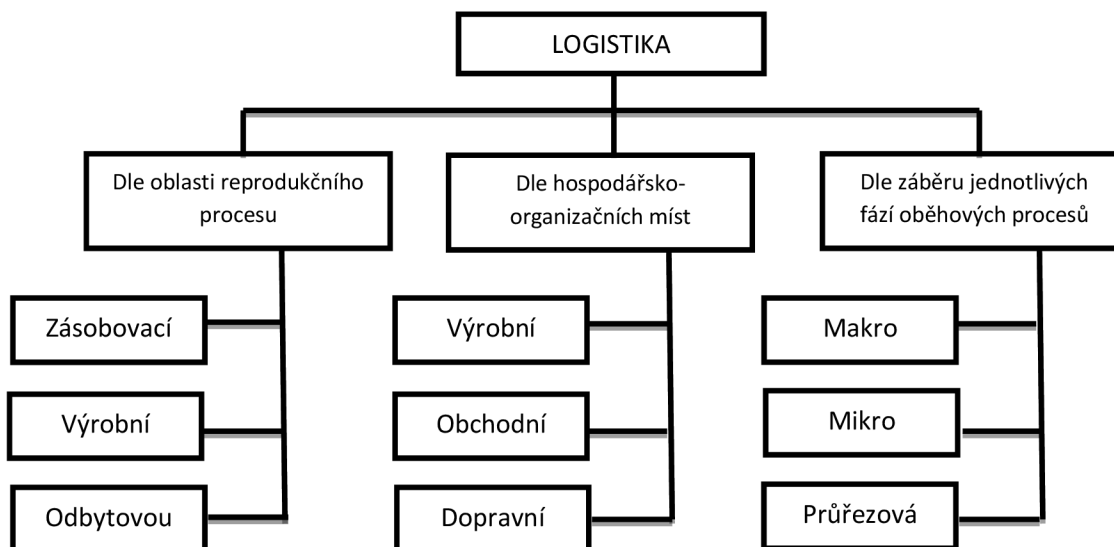 LOGISTIKA
Dle oblasti reprodukčního
procesu
Dle hospodářsko-
organizačních míst
Dle záběru jednotlivých
fází oběhových procesů
Zásobovací
Výrobní
Odbytovou
Výrobní
Obchodní
Dopravní
Makro
Mikro
Průřezová